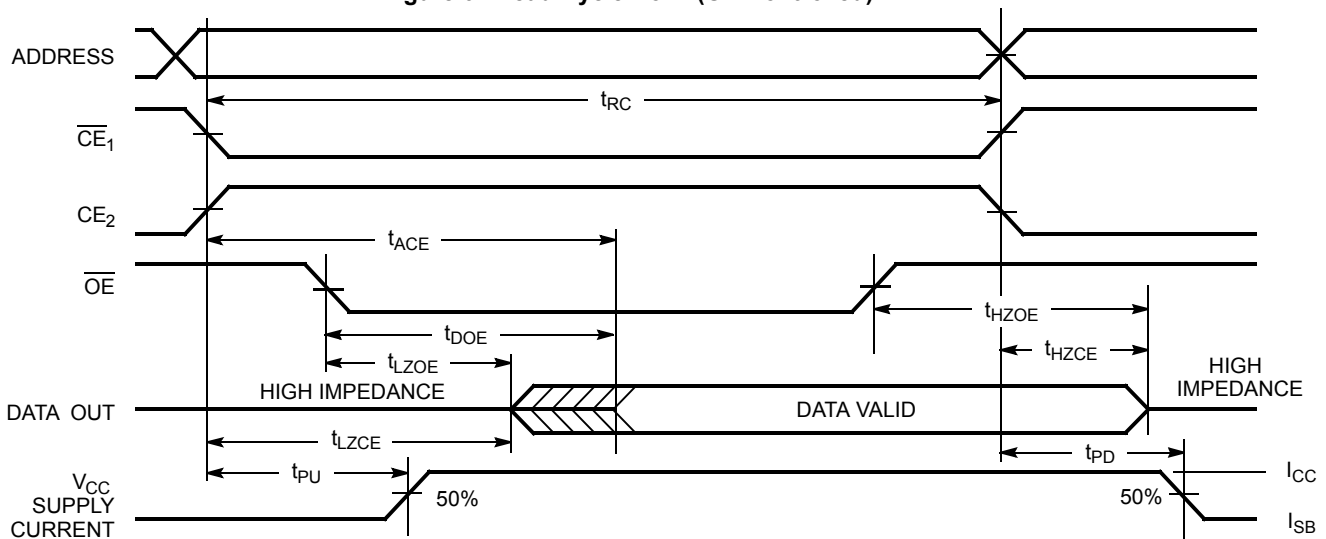 ADDRESS
tRC
CE1
CE2
tACE
OE
tDOE
tHZOE
tLZOE
tHZCE
HIGH IMPEDANCE
HIGH
IMPEDANCE
DATA OUT
DATA VALID
tLZCE
tPU
tPD
VCC
SUPPLY
CURRENT
50%
50%
ICC
ISB